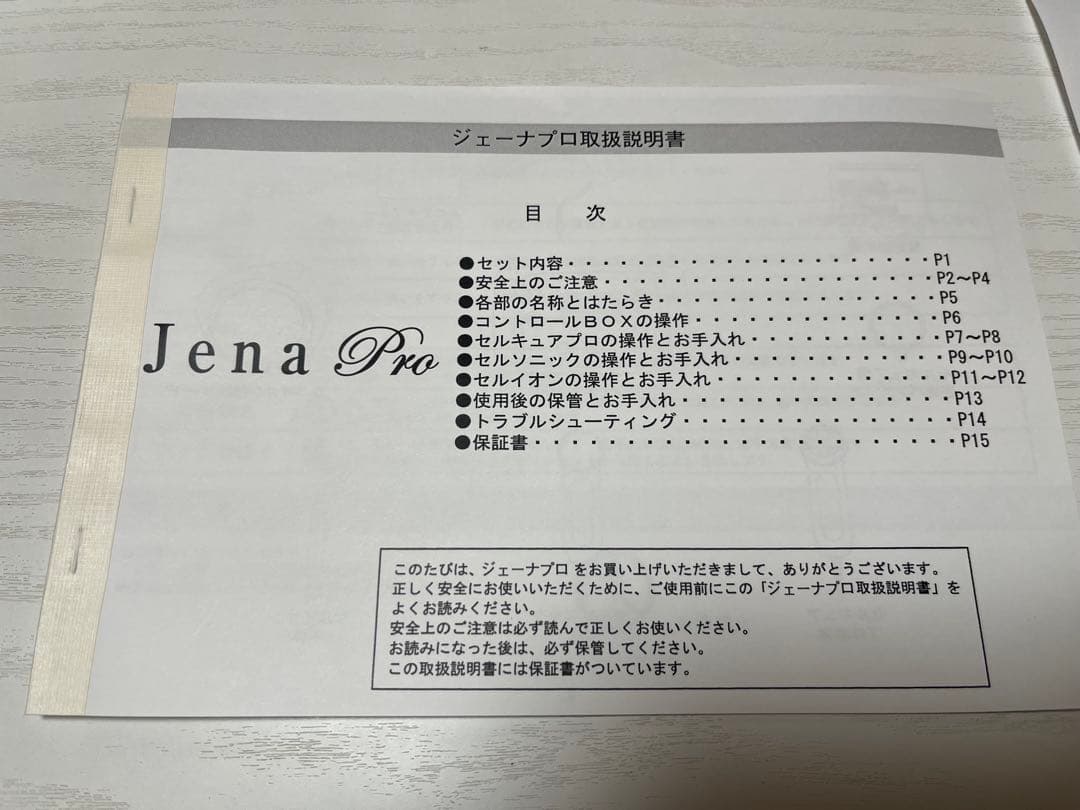 ジェーナプロ取扱説明書
目　次
●セット内容・・・・・・・・・・・・・・・・・・・・・P1
●安全上のご注意・・・・・・・・・・・・・・・・・・・P2～P4
●各部の名称とはたらき・・・・・・・・・・・・・・・・P5
●コントロールＢＯＸの操作・・・・・・・・・・・・・・P6
●セルキュアプロの操作とお手入れ・・・・・・・・・・・P7～P8
●セルソニックの操作とお手入れ・・・・・・・・・・・・P9～P10
●セルイオンの操作とお手入れ・・・・・・・・・・・・・P11～P12
●使用後の保管とお手入れ・・・・・・・・・・・・・・・P13
●トラブルシューティング・・・・・・・・・・・・・・・P14
●保証書・・・・・・・・・・・・・・・・・・・・・・・P15
Jena Pro
このたびは、ジェーナプロ をお買い上げいただきまして、ありがとうございます。
正しく安全にお使いいただくために、ご使用前にこの「ジェーナプロ取扱説明書」を
よくお読みください。
安全上のご注意は必ず読んで正しくお使いください。
お読みになった後は、必ず保管してください。
この取扱説明書には保証書がついています。